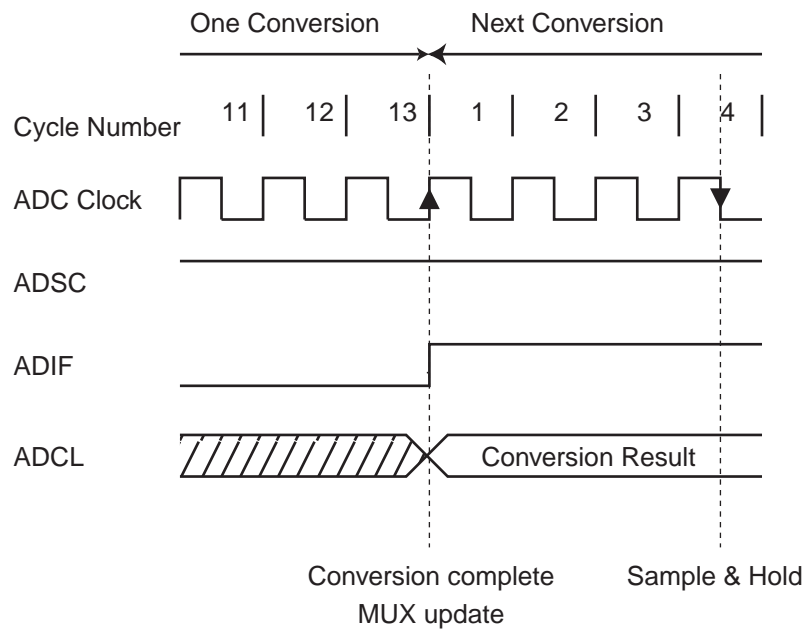 One Conversion Next Conversion
Cycle Number 11 12 13 1 2 3 4
ADC Clock
ADSC
ADIF
ADCL Conversion Result
Conversion complete Sample & Hold
MUX update